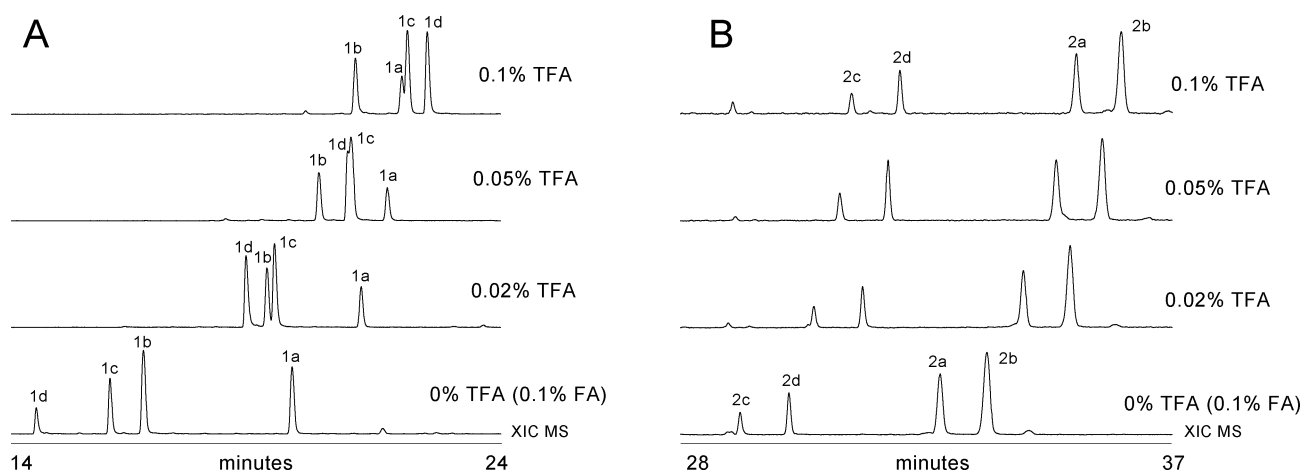 A
1b
1a
1c
1d
0.1% TFA
1b
1d
1c
1a
0.05% TFA
1d
1b
1c
1a
0.02% TFA
1d
1c
1b
1a
0% TFA (0.1% FA)
XIC MS
14
minutes
24
B
2c
2d
2a
2b
0.1% TFA
0.05% TFA
0.02% TFA
2c
2d
2a
2b
0% TFA (0.1% FA)
XIC MS
28
minutes
37